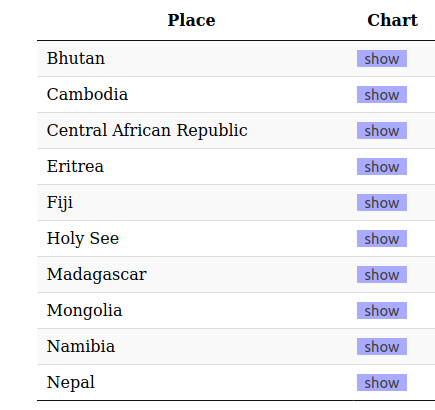 Place Chart
Bhutan show
Cambodia show
Central African Republic show
Eritrea show
Fiji show
Holy See show
Madagascar show
Mongolia show
Namibia show
Nepal show